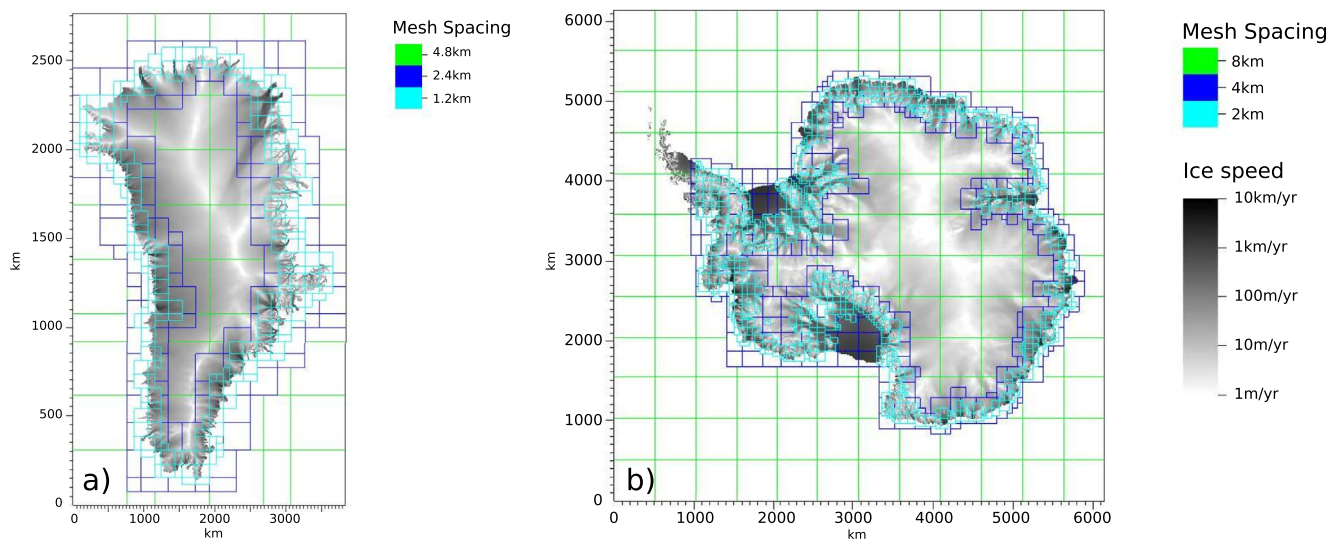 Mesh Spacing
4.8km
2.4km
1.2km
2500
2000
1500
1000
500
0
km
0 1000 2000 3000
km
a)
6000
5000
4000
3000
2000
1000
0
km
0 1000 2000 3000 4000 5000 6000
km
b)
Mesh Spacing
8km
4km
2km
Ice speed
10km/yr
1km/yr
100m/yr
10m/yr
1m/yr